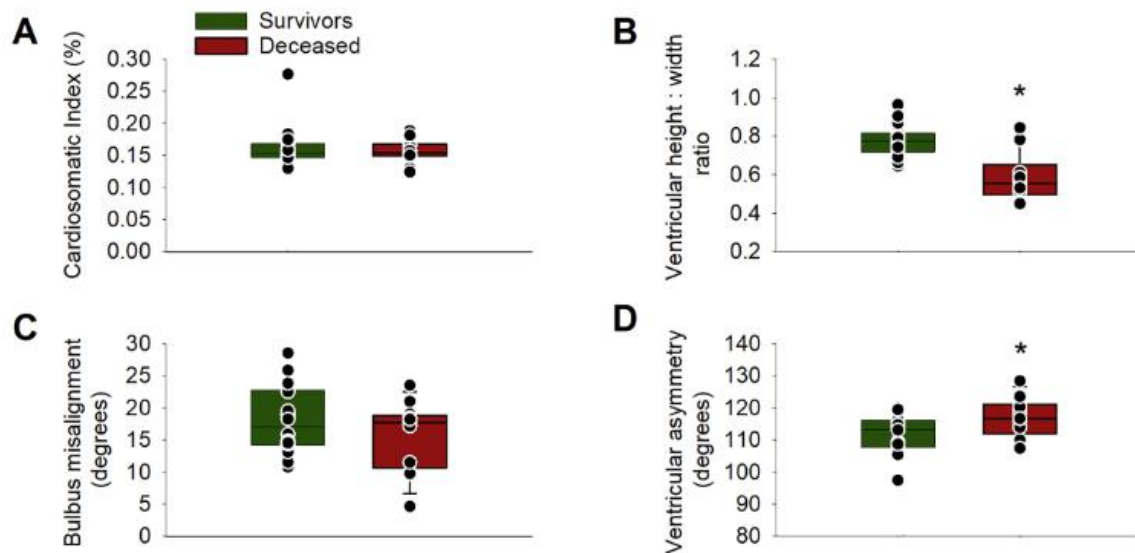 A
Survivors
Deceased
Cardiosomatic Index (%)
0.30
0.25
0.20
0.15
0.10
0.05
0.00
B
Ventricular height : width
ratio
1.2
1.0
0.8
0.6
0.4
0.2
*
C
Bulbus misalignment
(degrees)
30
25
20
15
10
5
0
D
Ventricular asymmetry
(degrees)
140
130
120
110
100
90
80
*